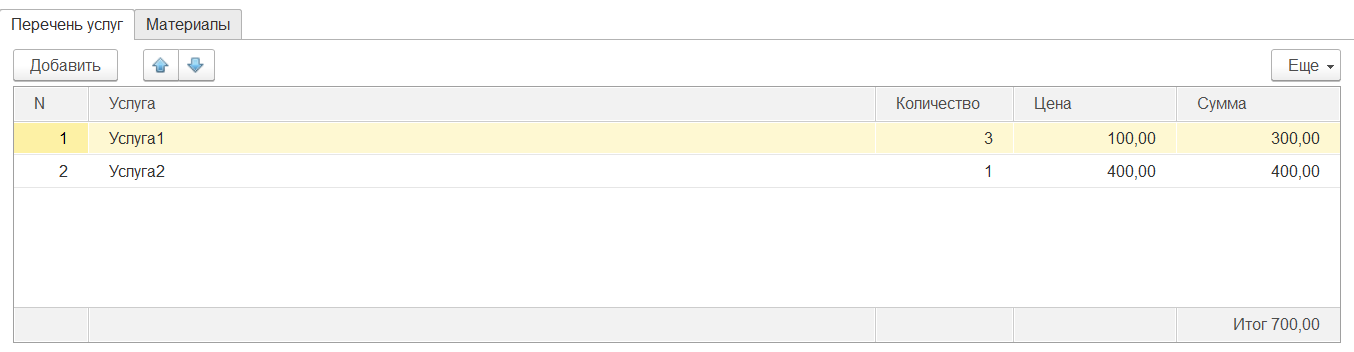 Перечень услуг Материалы
Добавить Еще
N Услуга Количество Цена Сумма
1 Услуга1 3 100,00 300,00
2 Услуга2 1 400,00 400,00
Итог 700,00